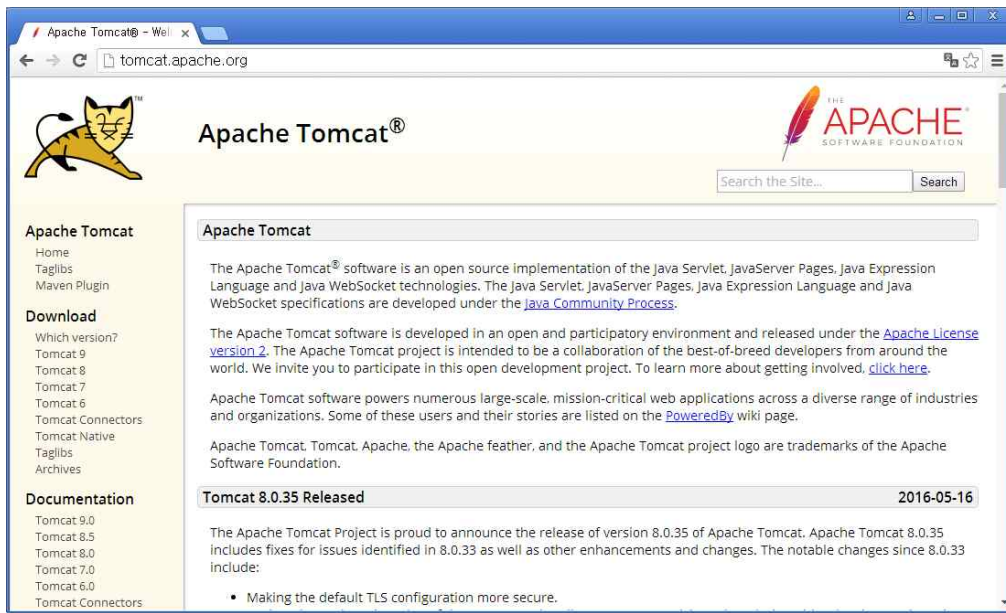 Apache Tomcat® – Wel
tomcat.apache.org
TM
Apache Tomcat®
THE
APACHE®
SOFTWARE FOUNDATION
Search the Site...
Search
Apache Tomcat
Home
Taglibs
Maven Plugin
Download
Which version?
Tomcat 9
Tomcat 8
Tomcat 7
Tomcat 6
Tomcat Connectors
Tomcat Native
Taglibs
Archives
Documentation
Tomcat 9.0
Tomcat 8.5
Tomcat 8.0
Tomcat 7.0
Tomcat 6.0
Tomcat Connectors
Apache Tomcat
The Apache Tomcat® software is an open source implementation of the Java Servlet, JavaServer Pages, Java Expression
Language and Java WebSocket technologies. The Java Servlet, JavaServer Pages, Java Expression Language and Java
WebSocket specifications are developed under the Java Community Process.
The Apache Tomcat software is developed in an open and participatory environment and released under the Apache License
version 2. The Apache Tomcat project is intended to be a collaboration of the best-of-breed developers from around the
world. We invite you to participate in this open development project. To learn more about getting involved, click here.
Apache Tomcat software powers numerous large-scale, mission-critical web applications across a diverse range of industries
and organizations. Some of these users and their stories are listed on the PoweredBy wiki page.
Apache Tomcat, Tomcat, Apache, the Apache feather, and the Apache Tomcat project logo are trademarks of the Apache
Software Foundation.
Tomcat 8.0.35 Released 2016-05-16
The Apache Tomcat Project is proud to announce the release of version 8.0.35 of Apache Tomcat. Apache Tomcat 8.0.35
includes fixes for issues identified in 8.0.33 as well as other enhancements and changes. The notable changes since 8.0.33
include:
• Making the default TLS configuration more secure.